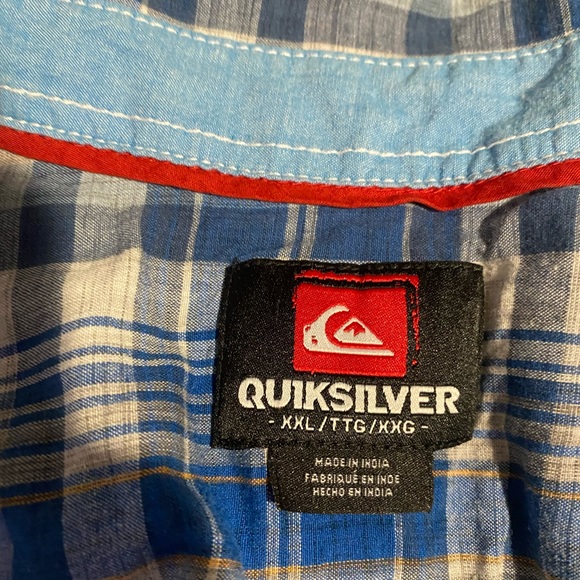 QUIKSILVER
- XXL/TTG/XXG -
MADE IN INDIA
FABRIQUÉ EN INDE
HECHO EN INDIA